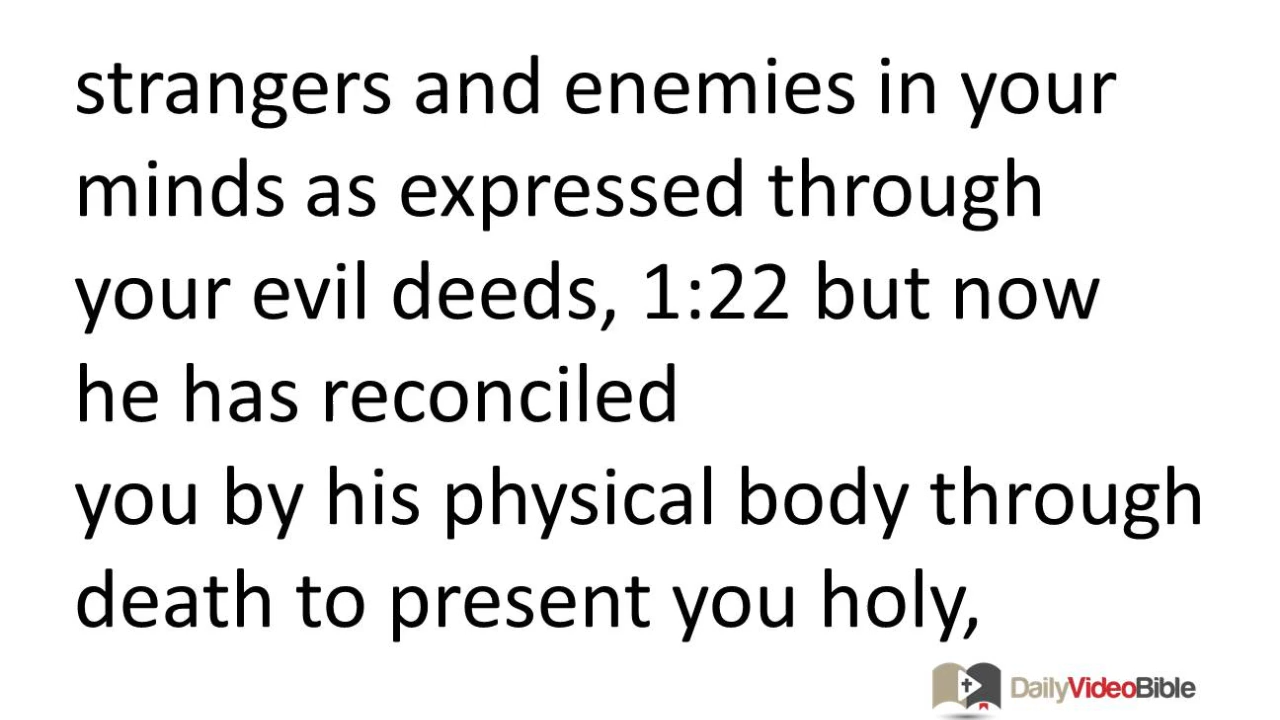 strangers and enemies in your
minds as expressed through
your evil deeds, 1:22 but now
he has reconciled
you by his physical body through
death to present you holy,
DailyVideoBible